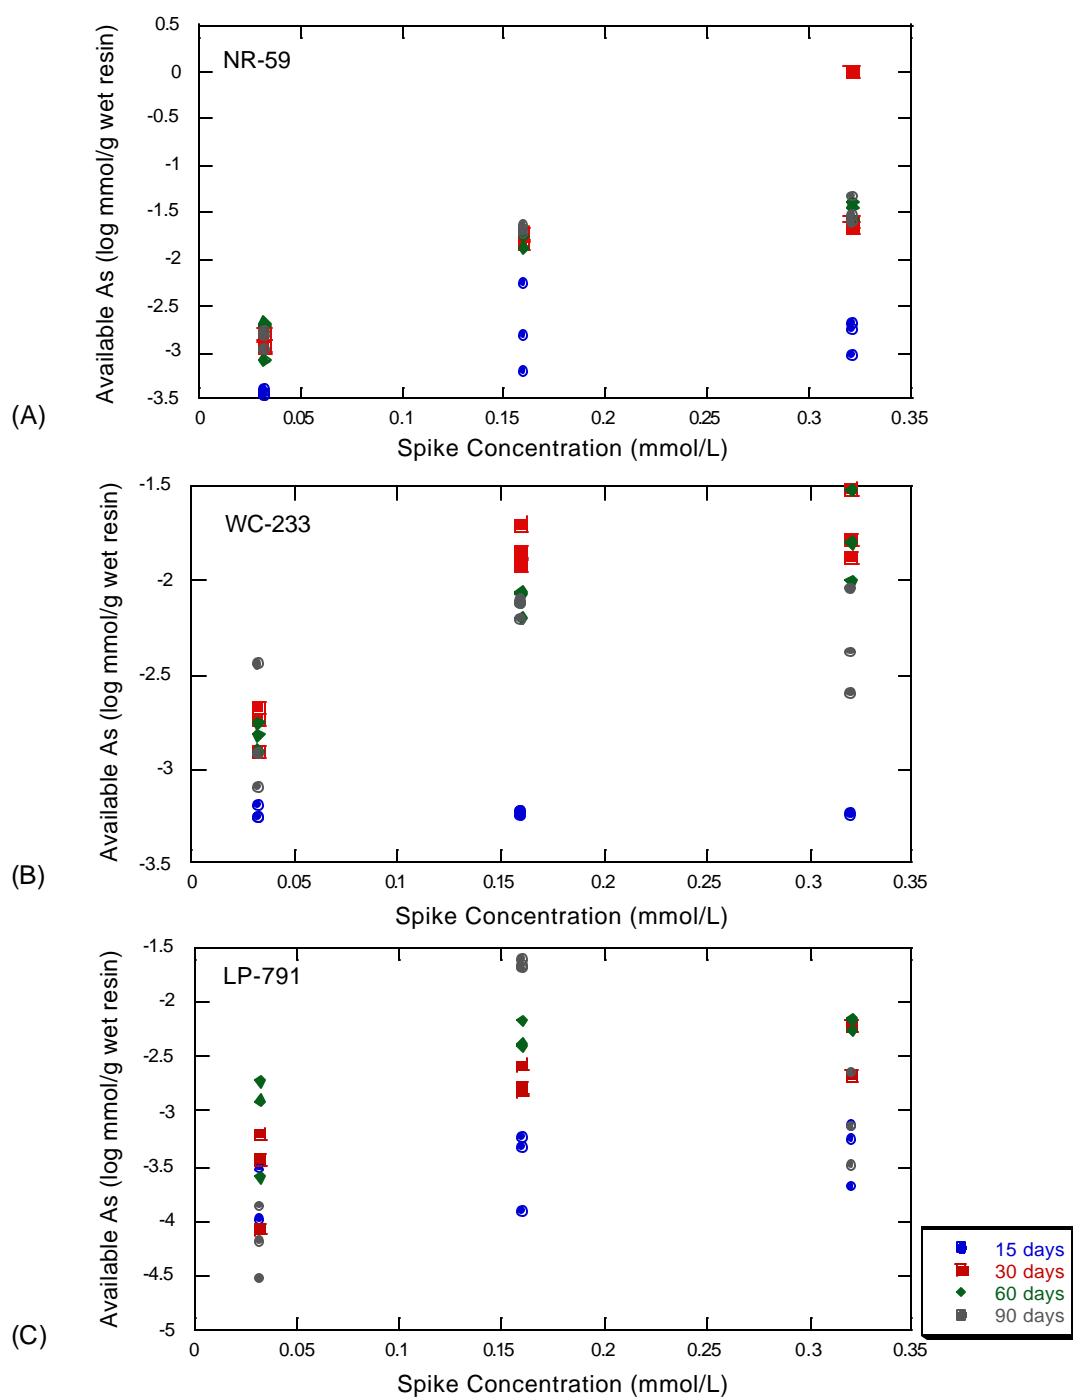 (A)
Available As (log mmol/g wet resin)
NR-59
0.5
0
-0.5
-1
-1.5
-2
-2.5
-3
-3.5
0 0.05 0.1 0.15 0.2 0.25 0.3 0.35
Spike Concentration (mmol/L)
(B)
Available As (log mmol/g wet resin)
WC-233
-1.5
-2
-2.5
-3
-3.5
0 0.05 0.1 0.15 0.2 0.25 0.3 0.35
Spike Concentration (mmol/L)
(C)
Available As (log mmol/g wet resin)
LP-791
-1.5
-2
-2.5
-3
-3.5
-4
-4.5
-5
0 0.05 0.1 0.15 0.2 0.25 0.3 0.35
Spike Concentration (mmol/L)
15 days
30 days
60 days
90 days